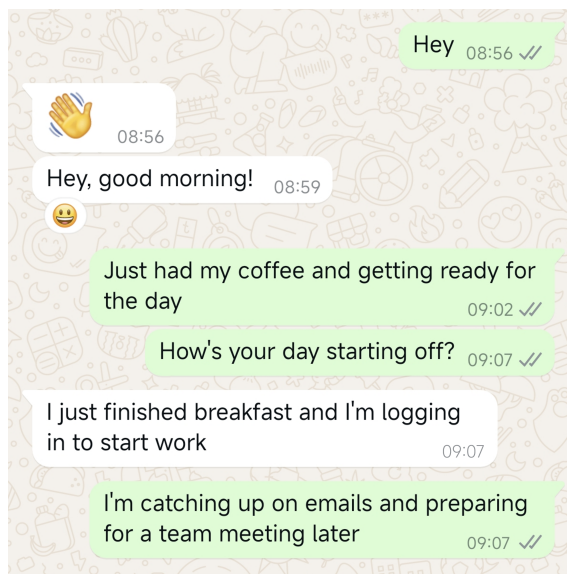 Hey 08:56
👋 08:56
Hey, good morning! 08:59
😃
Just had my coffee and getting ready for
the day 09:02
How's your day starting off? 09:07
I just finished breakfast and I'm logging
in to start work 09:07
I'm catching up on emails and preparing
for a team meeting later 09:07